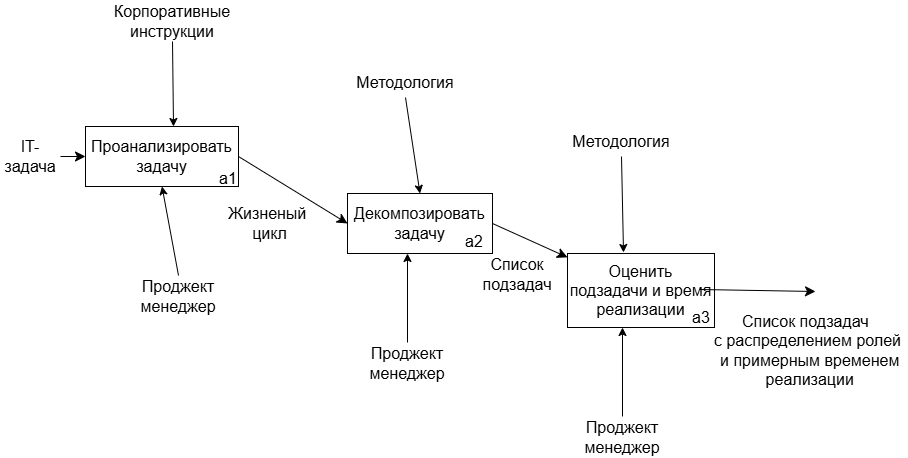 Корпоративные
инструкции
IT-
задача
Проанализировать
задачу
a1
Проджект
менеджер
Жизненый
цикл
Методология
Декомпозировать
задачу
a2
Проджект
менеджер
Список
подзадач
Методология
Оценить
подзадачи и время
реализации
a3
Проджект
менеджер
Список подзадач
с распределением ролей
и примерным временем
реализации